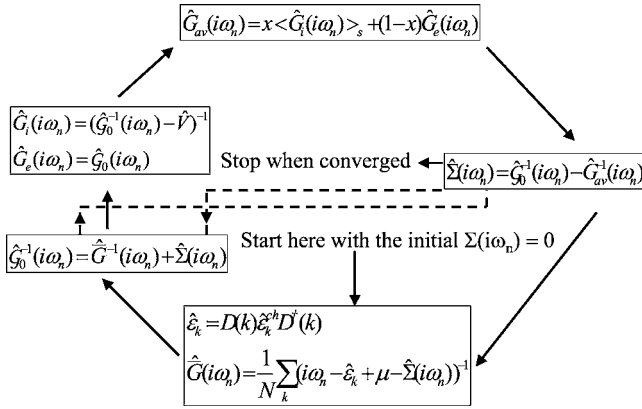 Ĝ_av(iω_n) = x<Ĝ_i(iω_n)>_s + (1−x)Ĝ_e(iω_n)
Ĝ_i(iω_n) = (𝒢̂_0^{-1}(iω_n) − V̂)^{-1}
Ĝ_e(iω_n) = 𝒢̂_0(iω_n)
Stop when converged
Σ̂(iω_n) = 𝒢̂_0^{-1}(iω_n) − Ĝ_av^{-1}(iω_n)
𝒢̂_0^{-1}(iω_n) = Ḡ̂^{-1}(iω_n) + Σ̂(iω_n)
Start here with the initial Σ(iω_n) = 0
ε̂_k = D(k)ε̃_k^{eh}D^†(k)
Ḡ̂(iω_n) = 1/N ∑_k (iω_n − ε̂_k + μ − Σ̂(iω_n))^{-1}